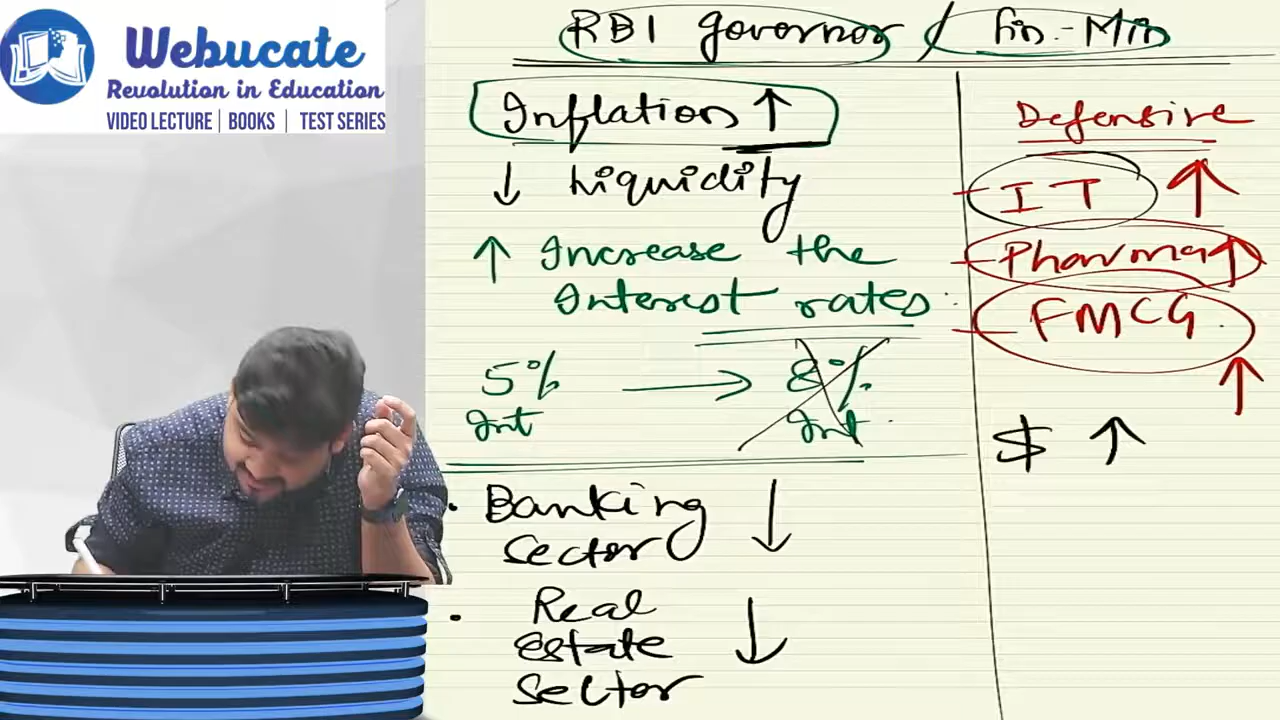 Webucate
Revolution in Education
VIDEO LECTURE | BOOKS | TEST SERIES
RBI governor / fin.-Min
Inflation ↑
↓ Liquidity
↑ Increase the
Interest rates
5% → 8%
Int Int
• Banking ↓
Sector
• Real ↓
Estate
Sector
Defensive
- IT ↑
- Pharma ↑
- FMCG ↑
$ ↑